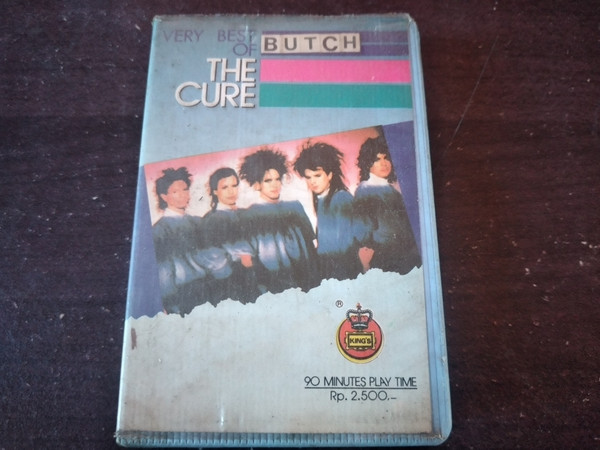 VERY BEST
OF
BUTCH
THE
CURE
®
KING'S
90 MINUTES PLAY TIME
Rp. 2.500.–